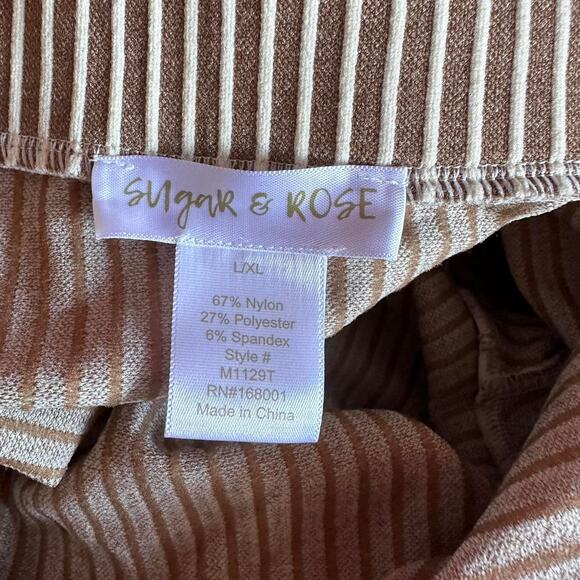 SUgaR & ROSE
L/XL
67% Nylon
27% Polyester
6% Spandex
Style #
M1129T
RN#168001
Made in China